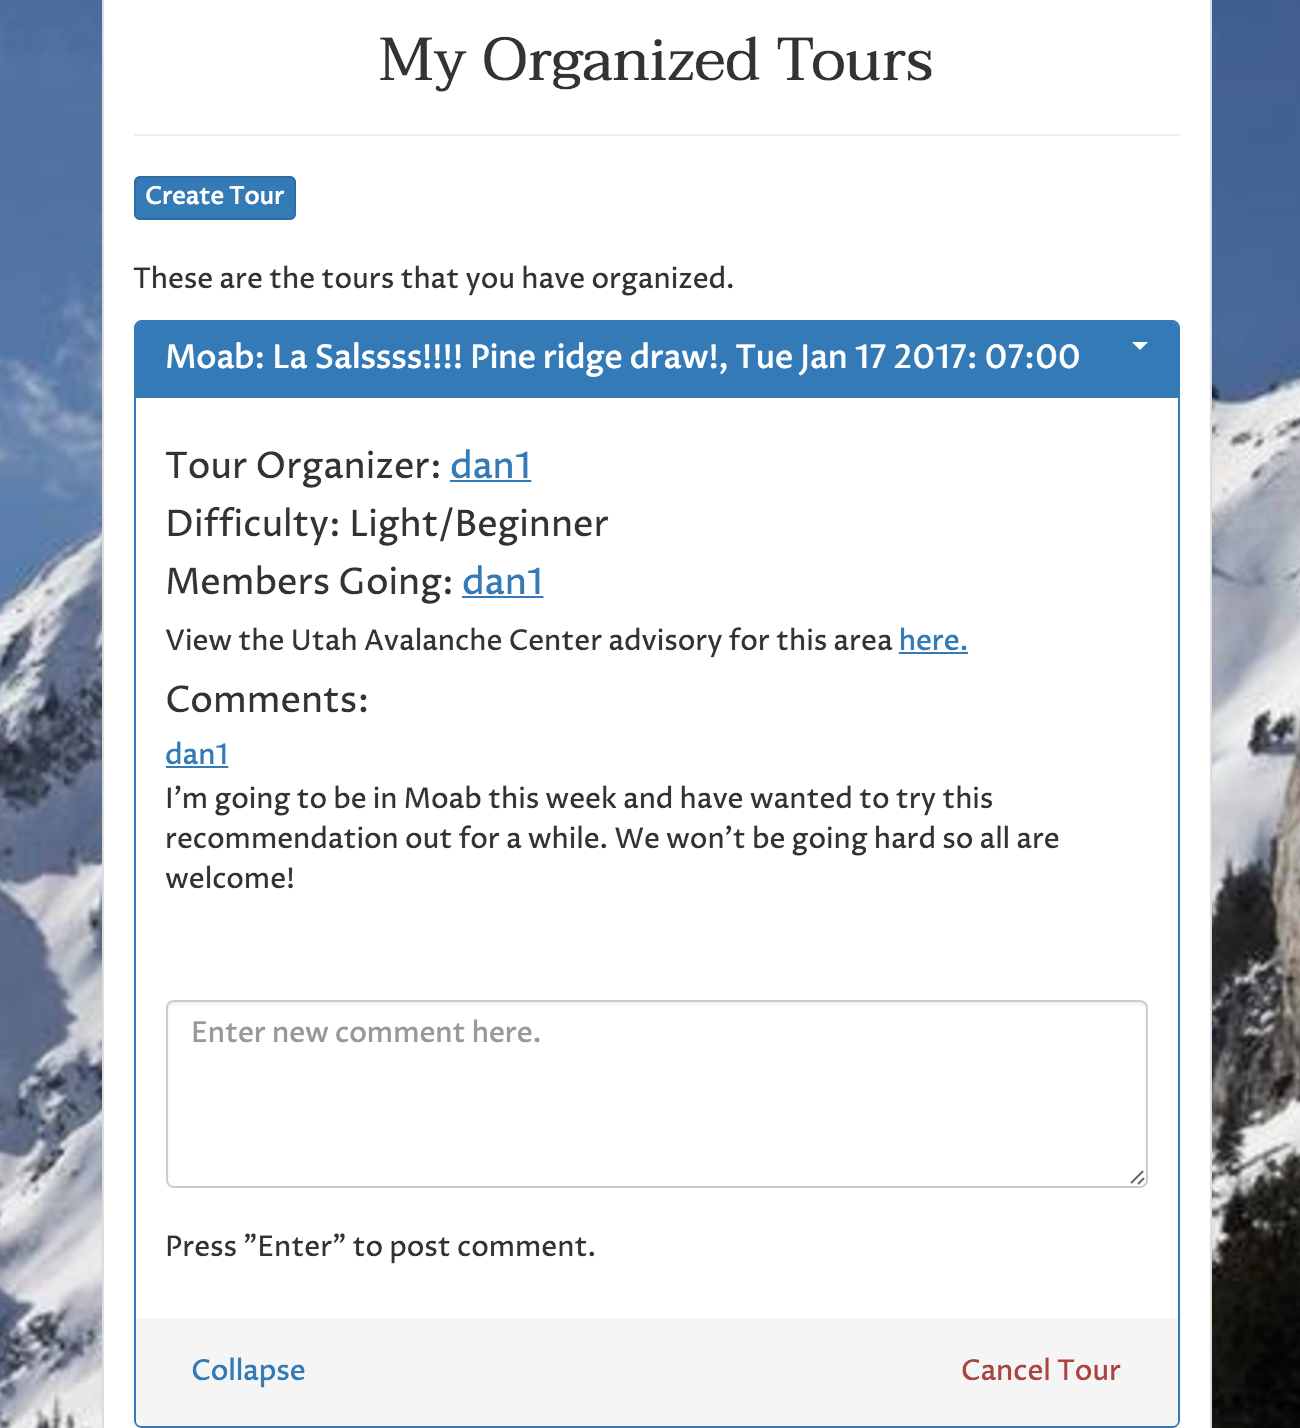 My Organized Tours
Create Tour
These are the tours that you have organized.
Moab: La Salssss!!!! Pine ridge draw!, Tue Jan 17 2017: 07:00
Tour Organizer: dan1
Difficulty: Light/Beginner
Members Going: dan1
View the Utah Avalanche Center advisory for this area here.
Comments:
dan1
I'm going to be in Moab this week and have wanted to try this
recommendation out for a while. We won't be going hard so all are
welcome!
Enter new comment here.
Press "Enter" to post comment.
Collapse
Cancel Tour